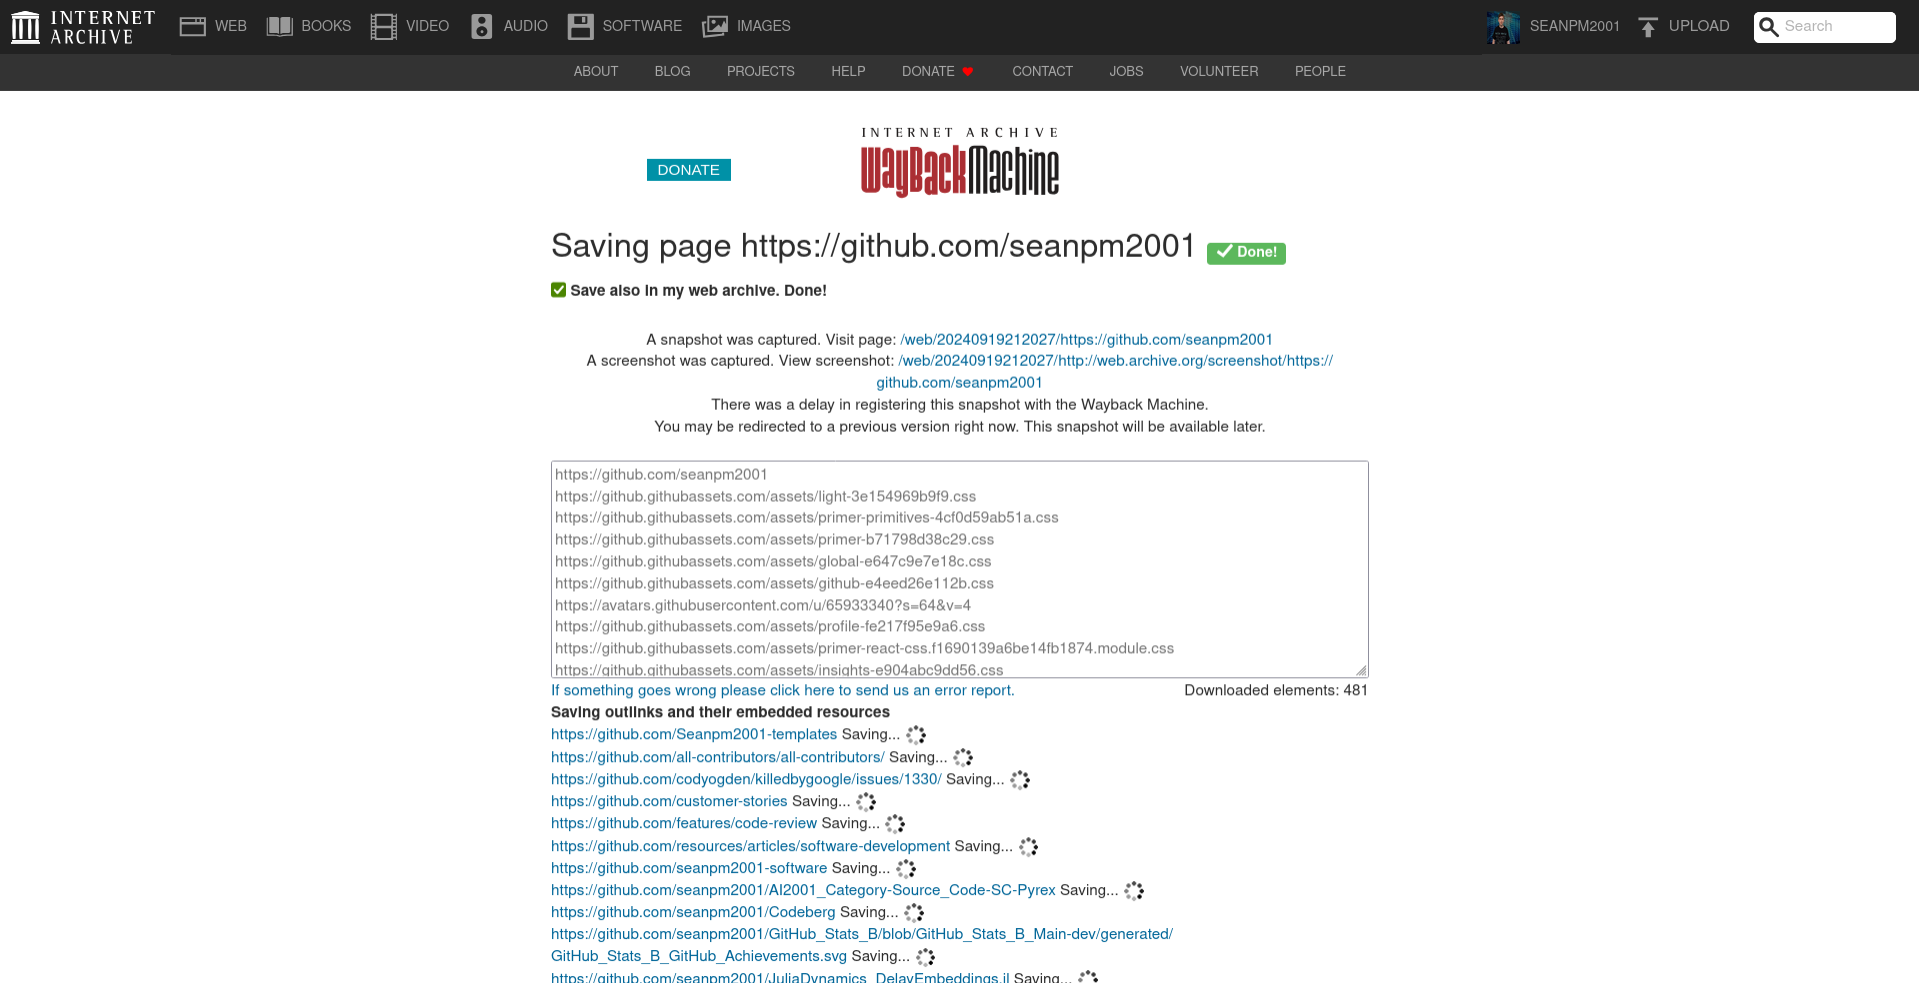 INTERNET ARCHIVE
WEB BOOKS VIDEO AUDIO SOFTWARE IMAGES SEANPM2001 UPLOAD Search
ABOUT BLOG PROJECTS HELP DONATE CONTACT JOBS VOLUNTEER PEOPLE
INTERNET ARCHIVE
WayBack Machine
DONATE
Saving page https://github.com/seanpm2001 Done!
Save also in my web archive. Done!
A snapshot was captured. Visit page: /web/20240919212027/https://github.com/seanpm2001
A screenshot was captured. View screenshot: /web/20240919212027/http://web.archive.org/screenshot/https://
github.com/seanpm2001
There was a delay in registering this snapshot with the Wayback Machine.
You may be redirected to a previous version right now. This snapshot will be available later.
https://github.com/seanpm2001
https://github.githubassets.com/assets/light-3e154969b9f9.css
https://github.githubassets.com/assets/primer-primitives-4cf0d59ab51a.css
https://github.githubassets.com/assets/primer-b71798d38c29.css
https://github.githubassets.com/assets/global-e647c9e7e18c.css
https://github.githubassets.com/assets/github-e4eed26e112b.css
https://avatars.githubusercontent.com/u/65933340?s=64&v=4
https://github.githubassets.com/assets/profile-fe217f95e9a6.css
https://github.githubassets.com/assets/primer-react-css.f1690139a6be14fb1874.module.css
https://github.githubassets.com/assets/insights-e904abc9dd56.css
If something goes wrong please click here to send us an error report. Downloaded elements: 481
Saving outlinks and their embedded resources
https://github.com/Seanpm2001-templates Saving...
https://github.com/all-contributors/all-contributors/ Saving...
https://github.com/codyogden/killedbygoogle/issues/1330/ Saving...
https://github.com/customer-stories Saving...
https://github.com/features/code-review Saving...
https://github.com/resources/articles/software-development Saving...
https://github.com/seanpm2001-software Saving...
https://github.com/seanpm2001/AI2001_Category-Source_Code-SC-Pyrex Saving...
https://github.com/seanpm2001/Codeberg Saving...
https://github.com/seanpm2001/GitHub_Stats_B/blob/GitHub_Stats_B_Main-dev/generated/
GitHub_Stats_B_GitHub_Achievements.svg Saving...
https://github.com/seanpm2001/JuliaDynamics_DelayEmbeddings.jl Saving...